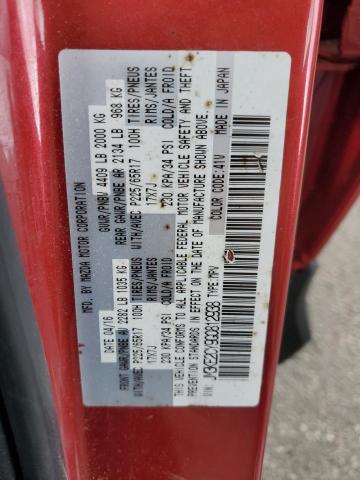 MFD. BY MAZDA MOTOR CORPORATION
DATE 04/16 GVWR/PNBV 4409 LB 2000 KG
FRONT GAWR/PNBE AV 2282 LB 1035 KG REAR GAWR/PNBE AR 2134 LB 968 KG
WITH/AVEC P225/65R17 100H TIRES/PNEUS WITH/AVEC P225/65R17 100H TIRES/PNEUS
17X7J RIMS/JANTES 17X7J RIMS/JANTES
230 KPA/34 PSI COLD/A FROID 230 KPA/34 PSI COLD/A FROID
THIS VEHICLE CONFORMS TO ALL APPLICABLE FEDERAL MOTOR VEHICLE SAFETY AND THEFT
PREVENTION STANDARDS IN EFFECT ON THE DATE OF MANUFACTURE SHOWN ABOVE.
VIN: TYPE: MPV COLOR/COULEUR: 41V MADE IN JAPAN